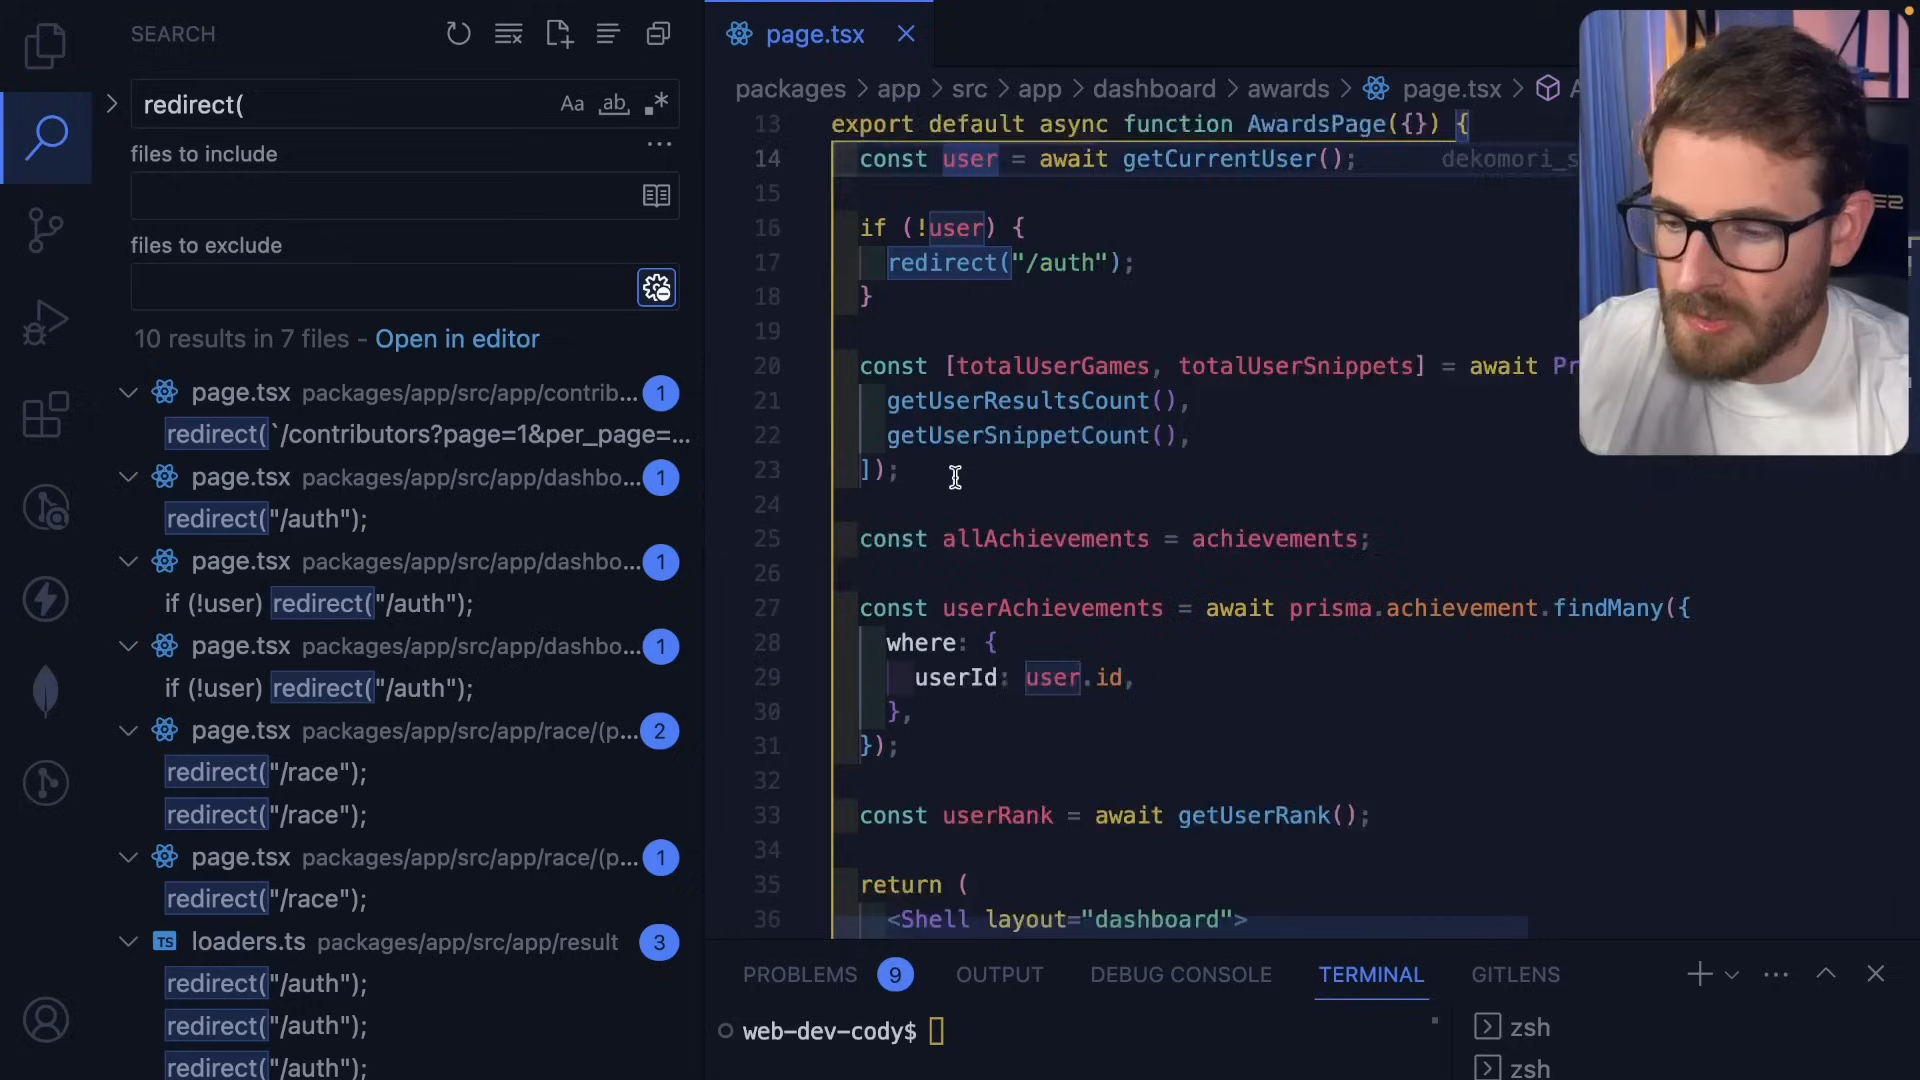 SEARCH
redirect(
Aa
ab
files to include
files to exclude
10 results in 7 files - Open in editor
page.tsx packages/app/src/app/contrib... 1
redirect(`/contributors?page=1&per_page=...
page.tsx packages/app/src/app/dashbo... 1
redirect("/auth");
page.tsx packages/app/src/app/dashbo... 1
if (!user) redirect("/auth");
page.tsx packages/app/src/app/dashbo... 1
if (!user) redirect("/auth");
page.tsx packages/app/src/app/race/(p... 2
redirect("/race");
redirect("/race");
page.tsx packages/app/src/app/race/(p... 1
redirect("/race");
TS loaders.ts packages/app/src/app/result 3
redirect("/auth");
redirect("/auth");
redirect("/auth");
page.tsx
packages > app > src > app > dashboard > awards > page.tsx > A
13 export default async function AwardsPage({}) {
14 const user = await getCurrentUser(); dekomori_s
15
16 if (!user) {
17 redirect("/auth");
18 }
19
20 const [totalUserGames, totalUserSnippets] = await Pr
21 getUserResultsCount(),
22 getUserSnippetCount(),
23 ]);
24
25 const allAchievements = achievements;
26
27 const userAchievements = await prisma.achievement.findMany({
28 where: {
29 userId: user.id,
30 },
31 });
32
33 const userRank = await getUserRank();
34
35 return (
36 <Shell layout="dashboard">
PROBLEMS 9 OUTPUT DEBUG CONSOLE TERMINAL GITLENS
web-dev-cody$
zsh
zsh